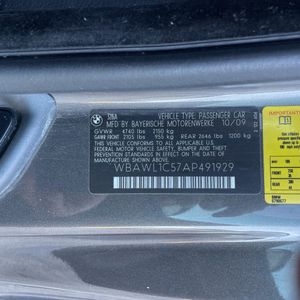 VEHICLE TYPE PASSENGER CAR
MFD BY BAYERISCHE MOTORENWERKE 10/09
GVWR 4740 lbs 2150 kg
GAWR FRONT 2105 lbs 955 kg REAR 2646 lbs 1200 kg
THIS VEHICLE CONFORMS TO ALL APPLICABLE
U.S. FEDERAL MOTOR VEHICLE SAFETY,
BUMPER, AND THEFT PREVENTION STANDARDS
IN EFFECT ON THE DATE OF MANUFACTURE
SHOWN ABOVE.
WBAWL1C57AP491929